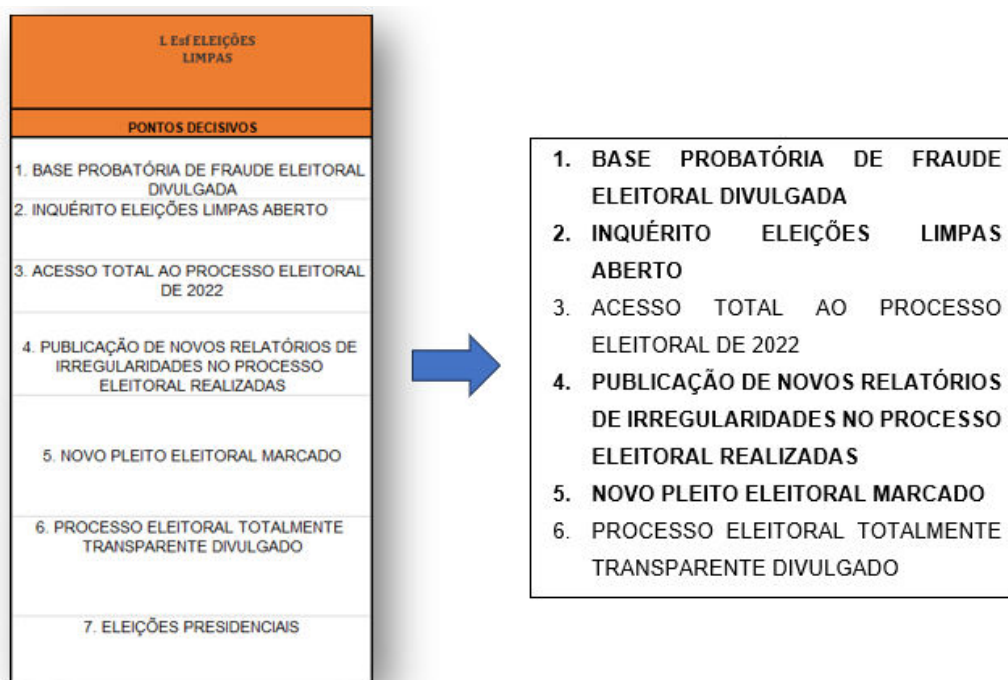 1. Esf ELEIÇÕES
LIMPAS
PONTOS DECISIVOS
1. BASE PROBATÓRIA DE FRAUDE ELEITORAL
DIVULGADA
2. INQUÉRITO ELEIÇÕES LIMPAS ABERTO
3. ACESSO TOTAL AO PROCESSO ELEITORAL
DE 2022
4. PUBLICAÇÃO DE NOVOS RELATÓRIOS DE
IRREGULARIDADES NO PROCESSO
ELEITORAL REALIZADAS
5. NOVO PLEITO ELEITORAL MARCADO
6. PROCESSO ELEITORAL TOTALMENTE
TRANSPARENTE DIVULGADO
7. ELEIÇÕES PRESIDENCIAIS
1. BASE PROBATÓRIA DE FRAUDE
ELEITORAL DIVULGADA
2. INQUÉRITO ELEIÇÕES LIMPAS
ABERTO
3. ACESSO TOTAL AO PROCESSO
ELEITORAL DE 2022
4. PUBLICAÇÃO DE NOVOS RELATÓRIOS
DE IRREGULARIDADES NO PROCESSO
ELEITORAL REALIZADAS
5. NOVO PLEITO ELEITORAL MARCADO
6. PROCESSO ELEITORAL TOTALMENTE
TRANSPARENTE DIVULGADO